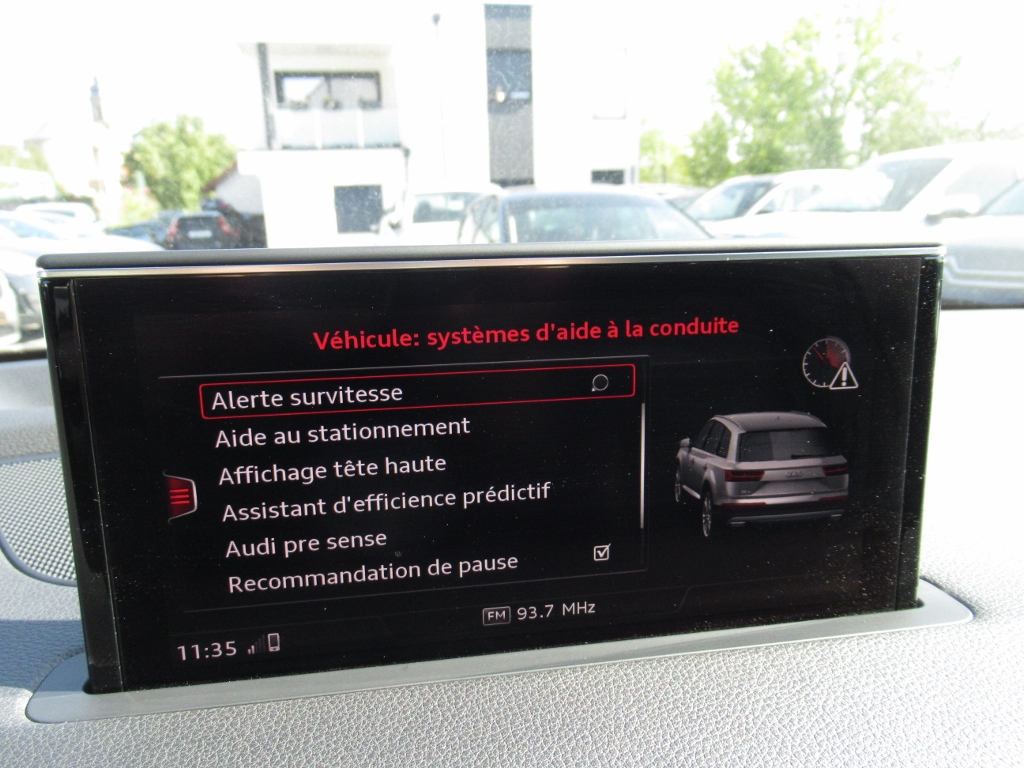 Véhicule: systèmes d'aide à la conduite
Alerte survitesse
Aide au stationnement
Affichage tête haute
Assistant d'efficience prédictif
Audi pre sense
Recommandation de pause
FM 93.7 MHz
11:35